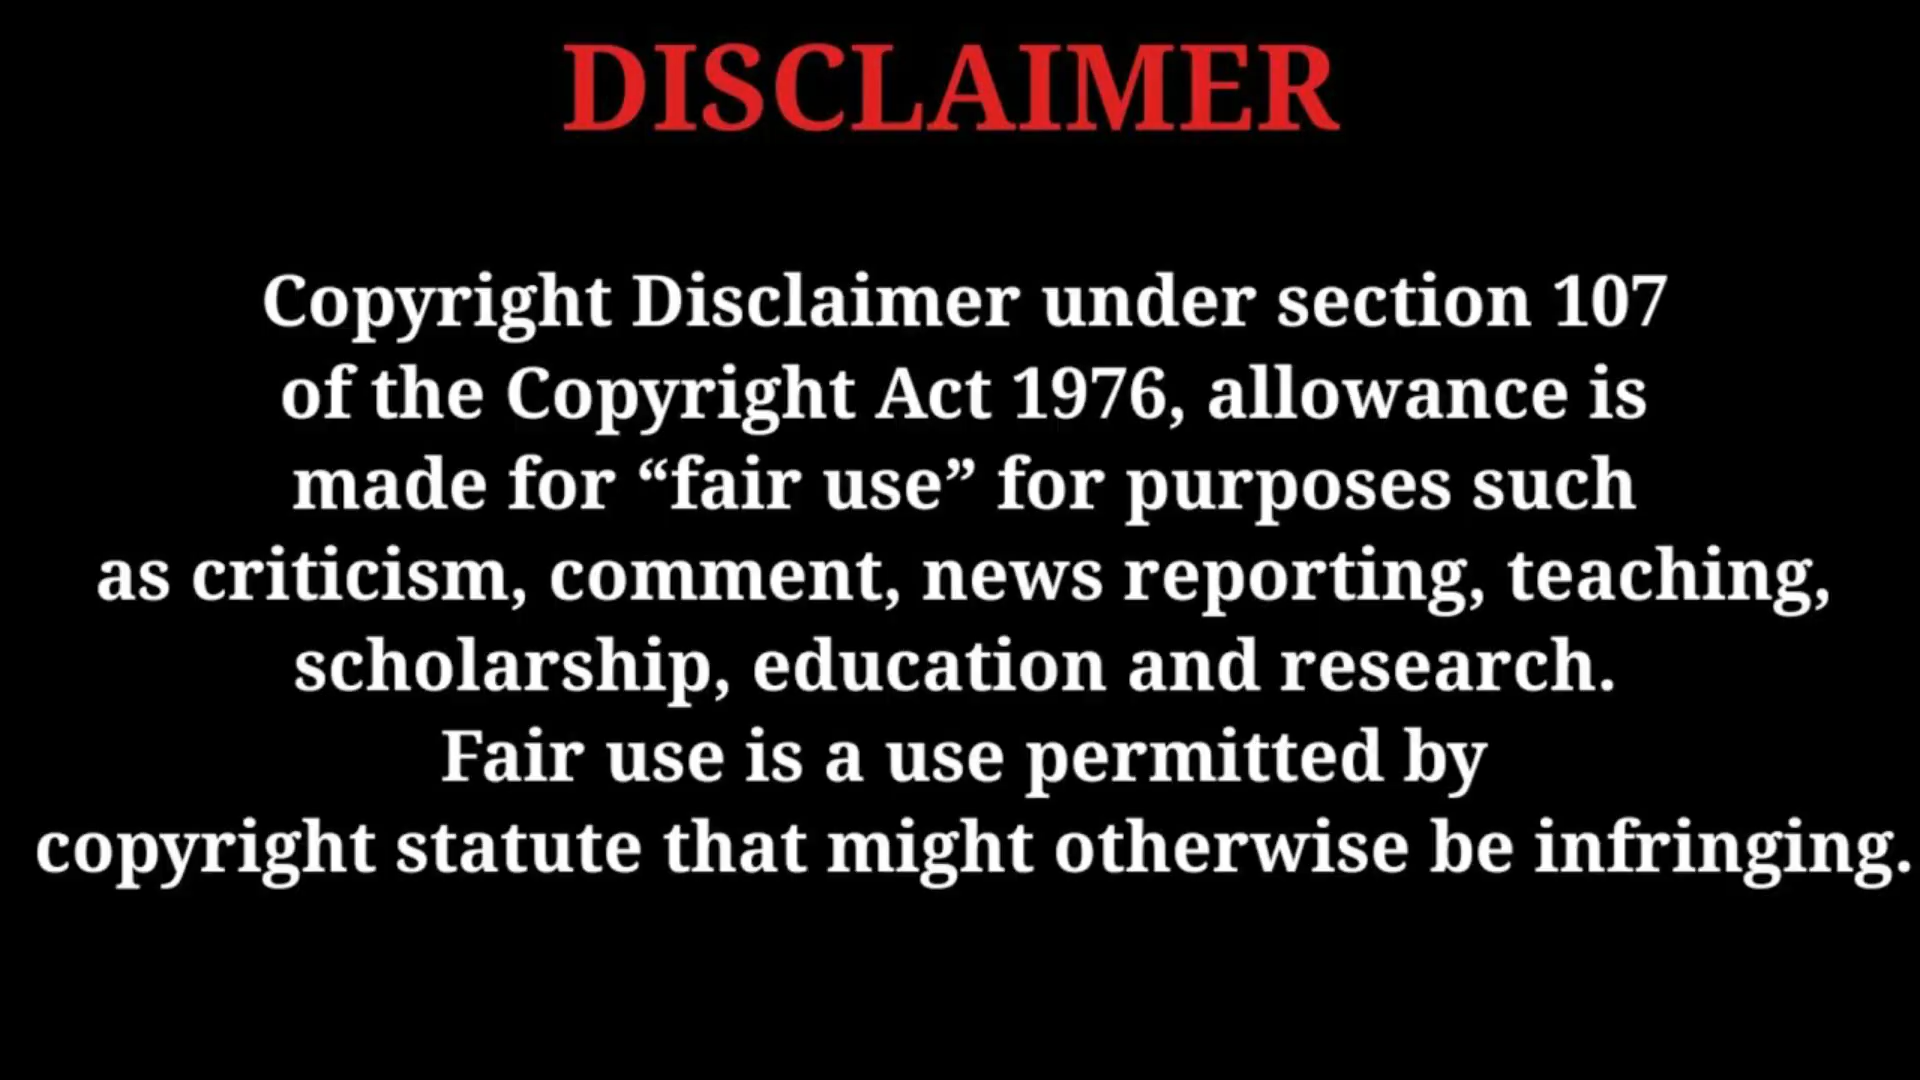 DISCLAIMER
Copyright Disclaimer under section 107
of the Copyright Act 1976, allowance is
made for “fair use” for purposes such
as criticism, comment, news reporting, teaching,
scholarship, education and research.
Fair use is a use permitted by
copyright statute that might otherwise be infringing.